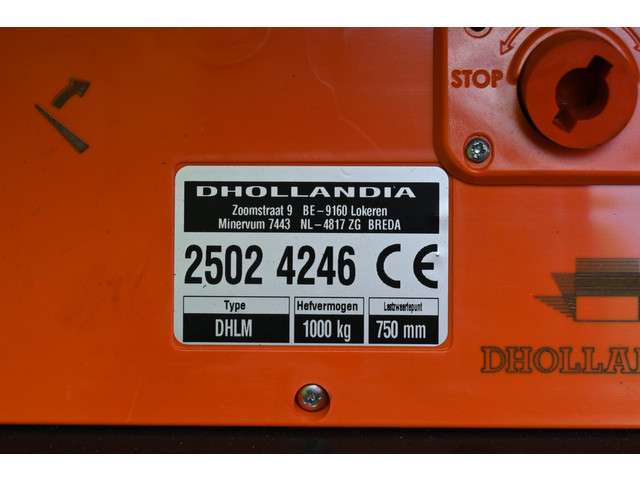 STOP
DHOLLANDIA
Zoomstraat 9 BE-9160 Lokeren
Minervum 7443 NL-4817 ZG BREDA
2502 4246 CE
Type Hefvermogen Lastzwaartepunt
DHLM 1000 kg 750 mm
DHOLLA